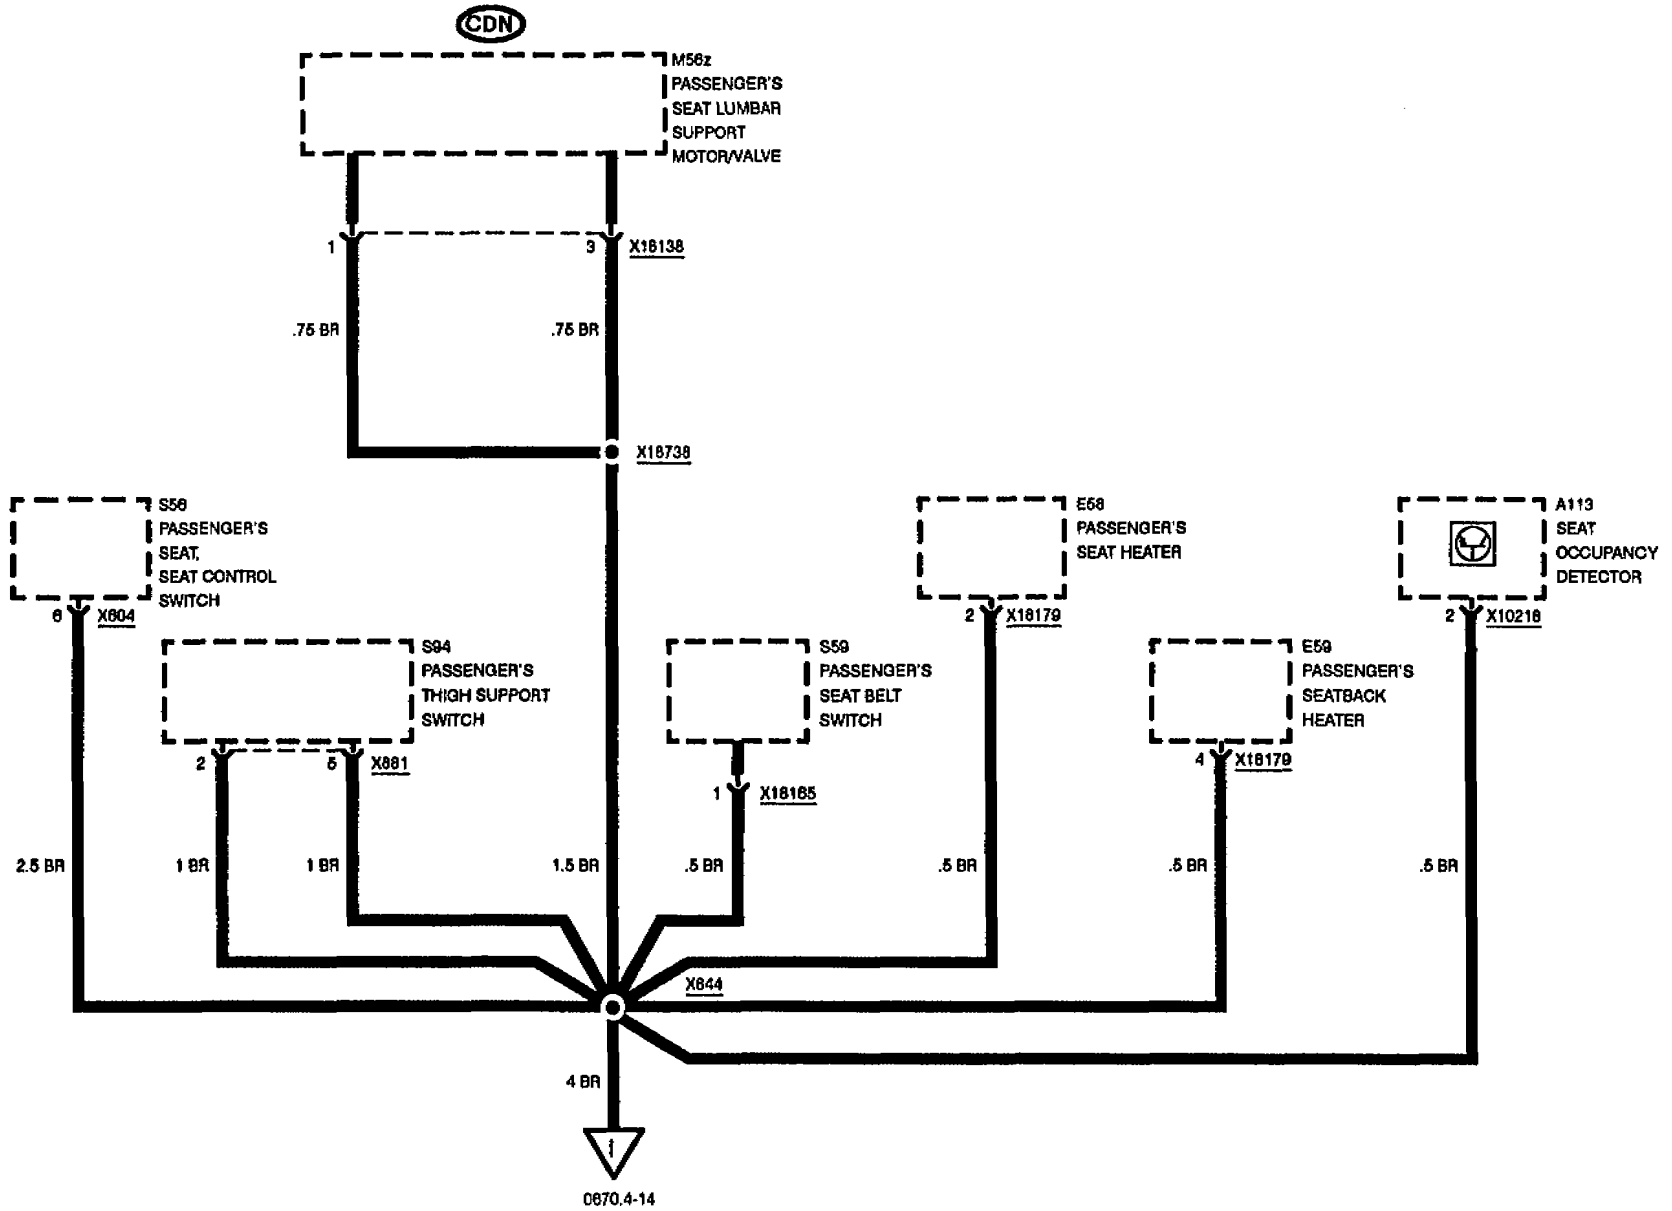 CDN
M56z
PASSENGER'S
SEAT LUMBAR
SUPPORT
MOTOR/VALVE
1
3
X18138
.75 BR
.75 BR
X18738
S56
PASSENGER'S
SEAT,
SEAT CONTROL
SWITCH
6
X604
S94
PASSENGER'S
THIGH SUPPORT
SWITCH
2
5
X881
S59
PASSENGER'S
SEAT BELT
SWITCH
1
X18165
E58
PASSENGER'S
SEAT HEATER
2
X18179
E59
PASSENGER'S
SEATBACK
HEATER
4
X18179
A113
SEAT
OCCUPANCY
DETECTOR
2
X10218
2.5 BR
1 BR
1 BR
1.5 BR
.5 BR
.5 BR
.5 BR
.5 BR
X644
4 BR
I
0670.4-14